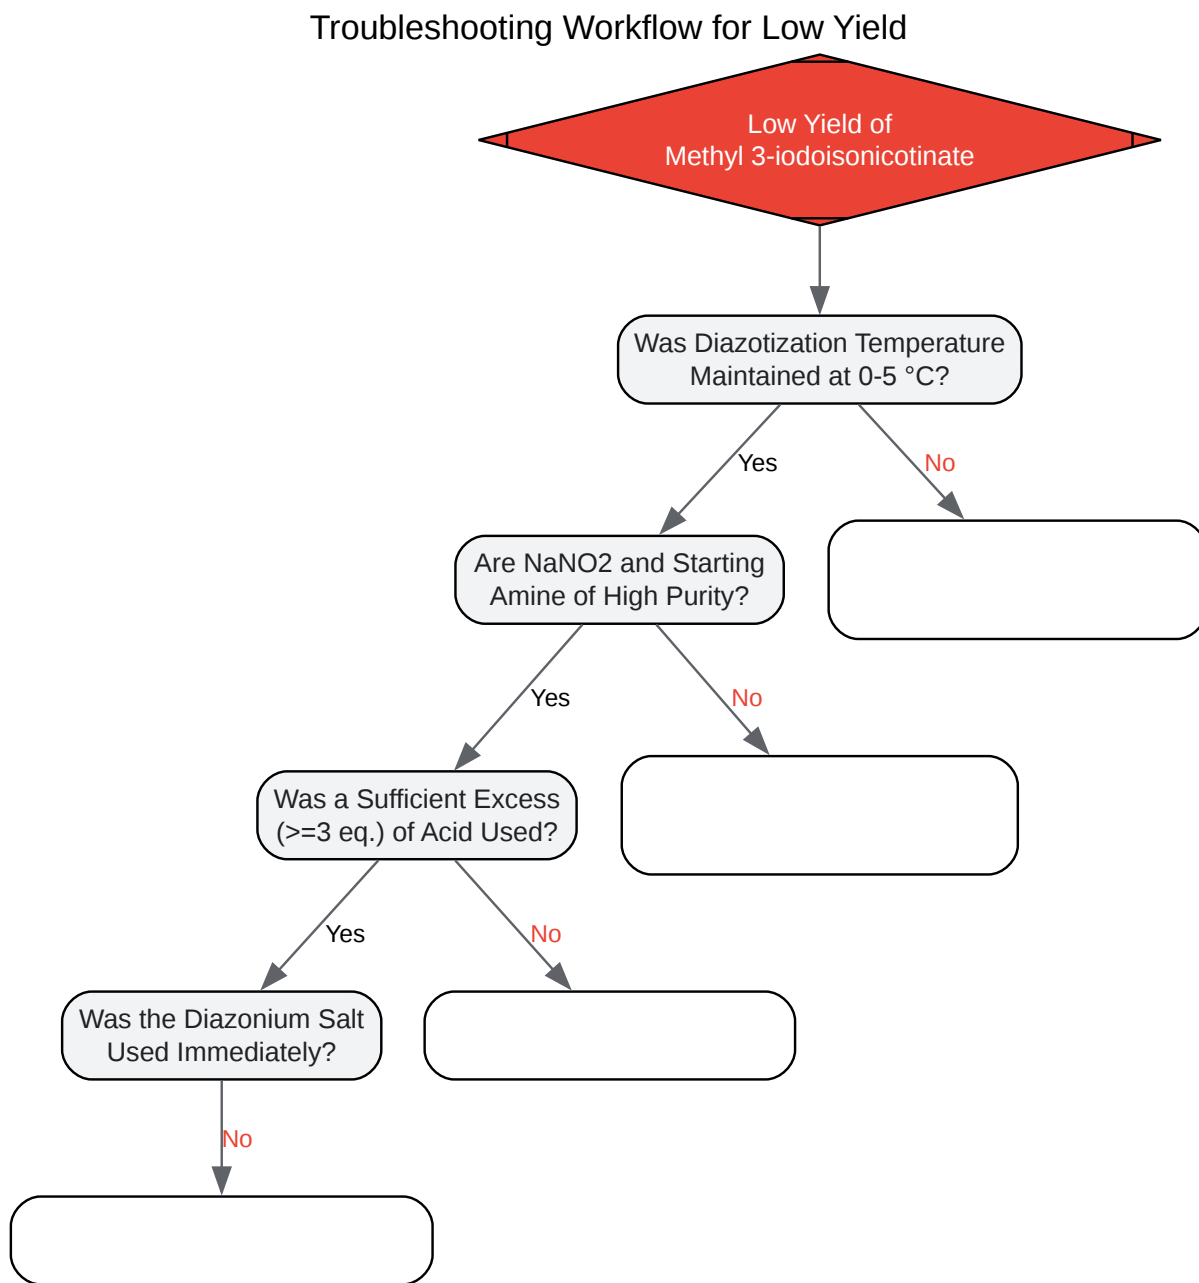 Troubleshooting Workflow for Low Yield
Low Yield of
Methyl 3-iodoisonicotinate
Was Diazotization Temperature
Maintained at 0-5 °C?
Yes
No
Are NaNO2 and Starting
Amine of High Purity?
Yes
No
Was a Sufficient Excess
(>=3 eq.) of Acid Used?
Yes
No
Was the Diazonium Salt
Used Immediately?
No